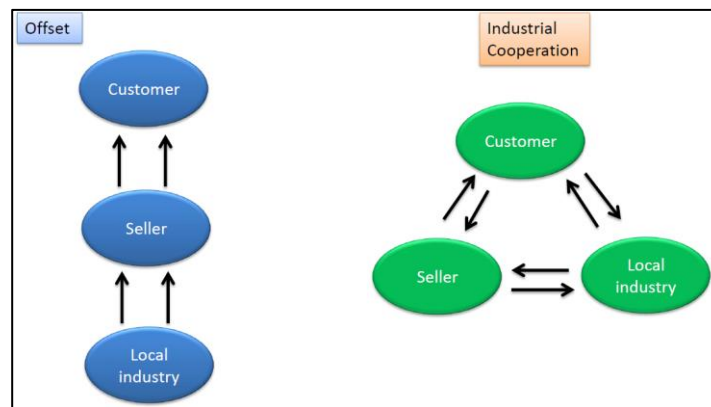 Offset
Customer
Seller
Local
industry
Industrial
Cooperation
Customer
Seller
Local
industry